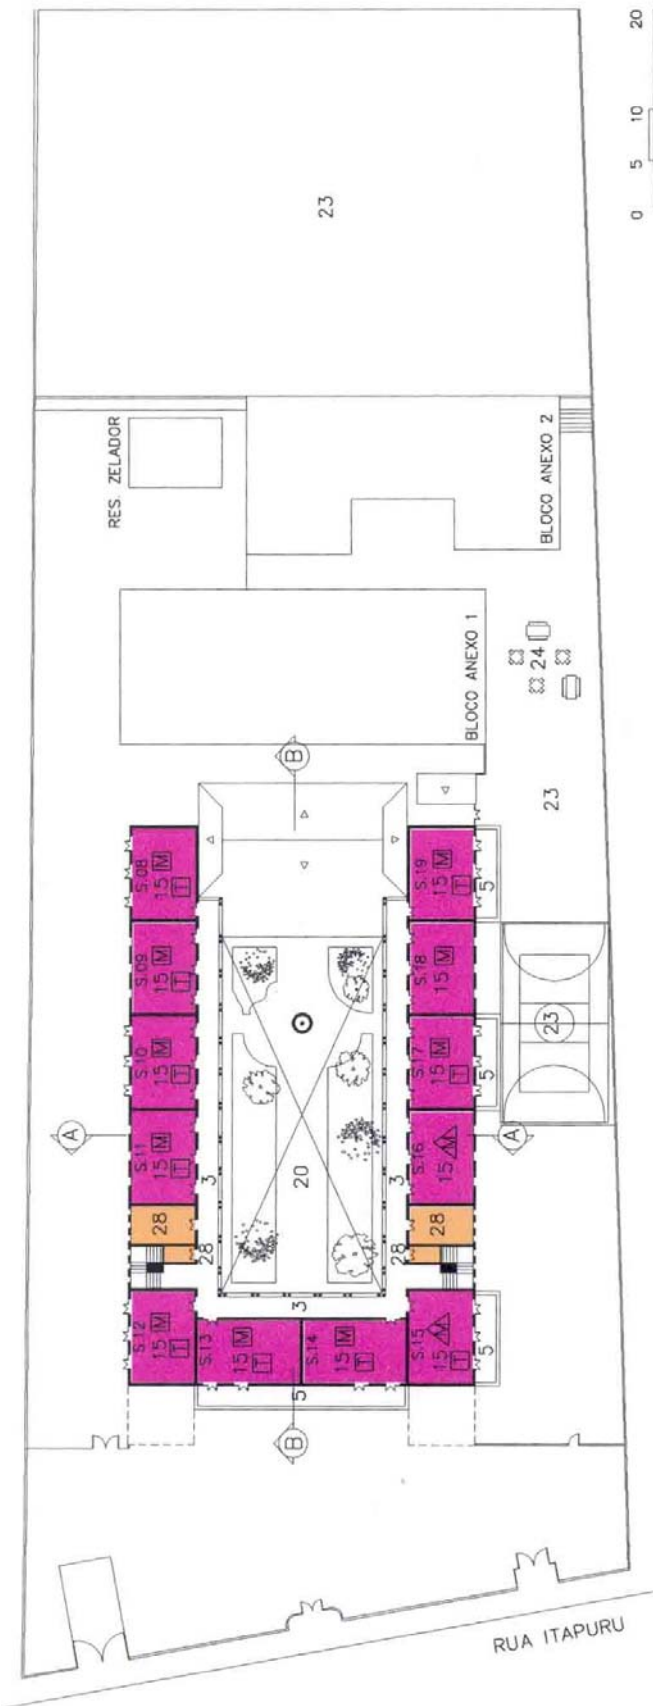 0 5 10 20
23
RES. ZELADOR
BLOCO ANEXO 2
BLOCO ANEXO 1
24
23
B
S.08
15 M
T
S.09
15 M
T
S.10
15 M
T
S.11
15 M
T
28
28
S.12
15 M
T
S.13
15 M
T
S.14
15 M
T
S.15
15 M
T
S.16
15 M
S.17
15 M
T
S.18
15 M
S.19
15 M
T
28
28
3
3
3
20
5
5
5
5
23
A
A
B
RUA ITAPURU